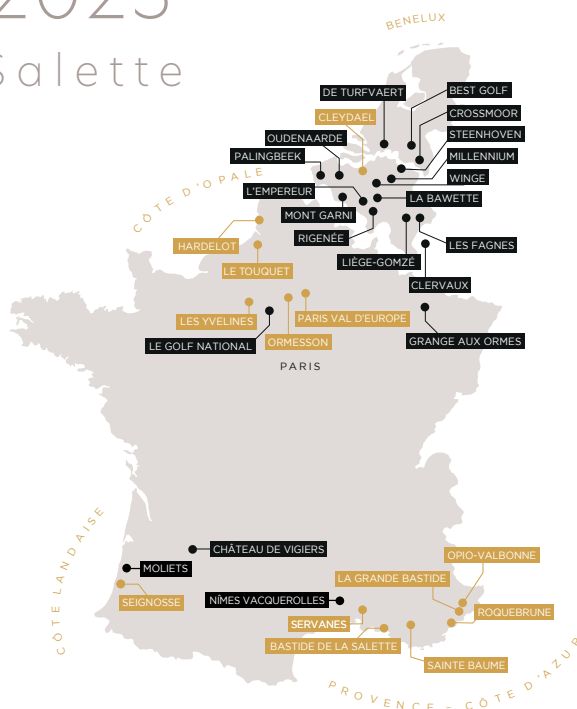 2025
Salette
BENELUX
DE TURFVAERT
BEST GOLF
CLEYDAEL
CROSSMOOR
OUDENAARDE
STEENHOVEN
PALINGBEEK
MILLENNIUM
WINGE
L'EMPEREUR
LA BAWETTE
MONT GARNI
RIGENÉE
LES FAGNES
LIÈGE-GOMZÉ
CLERVAUX
CÔTE D'OPALE
HARDELOT
LE TOUQUET
LES YVELINES
PARIS VAL D'EUROPE
LE GOLF NATIONAL
ORMESSON
GRANGE AUX ORMES
PARIS
CÔTE LANDAISE
CHÂTEAU DE VIGIERS
MOLIETS
SEIGNOSSE
OPIO-VALBONNE
LA GRANDE BASTIDE
NÎMES VACQUEROLLES
ROQUEBRUNE
SERVANES
BASTIDE DE LA SALETTE
SAINTE BAUME
PROVENCE - CÔTE D'AZUR